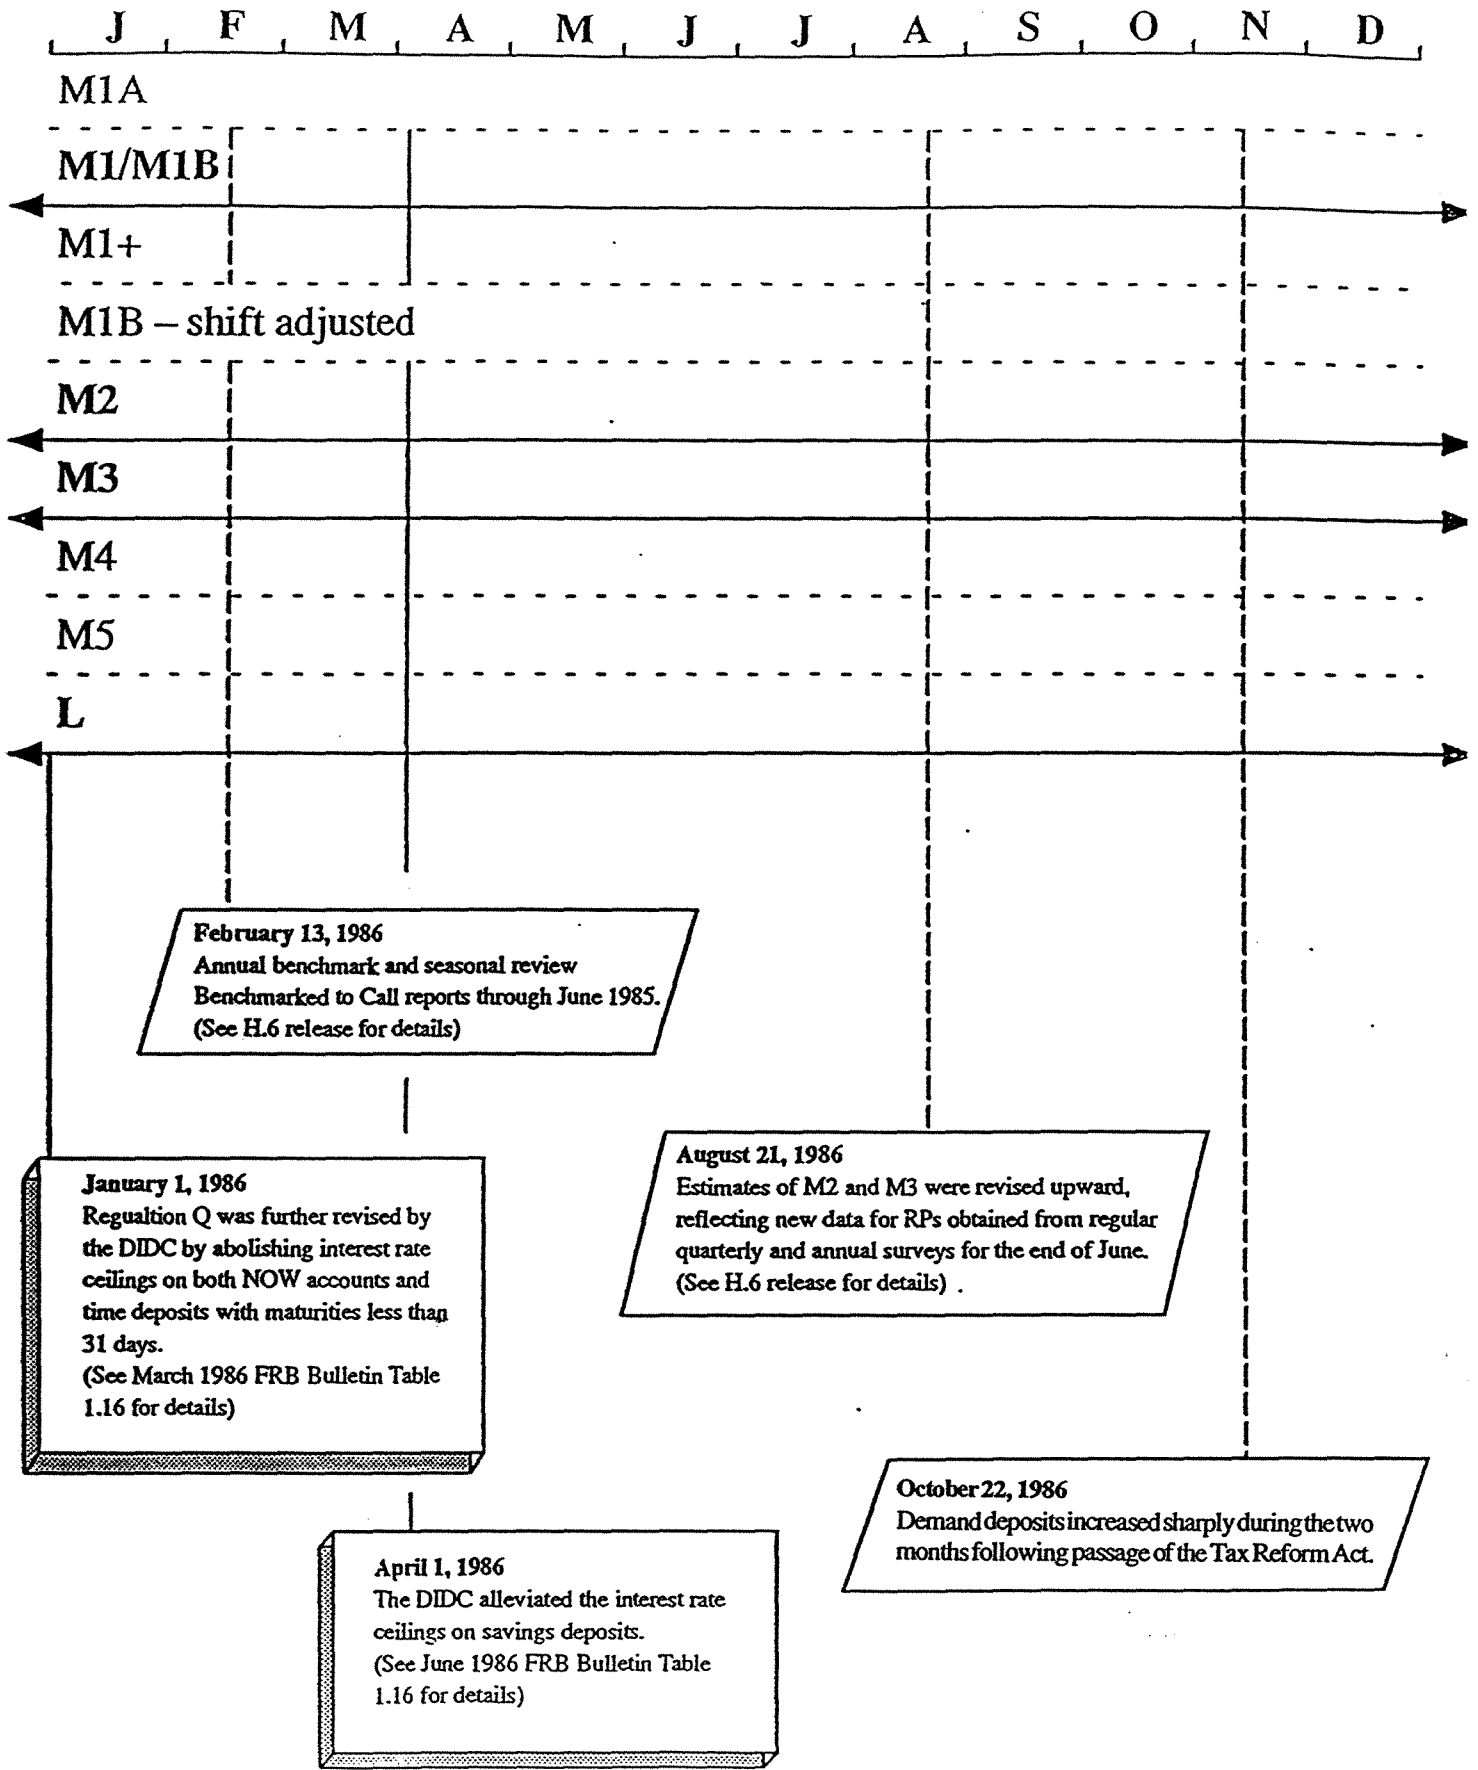 J F M A M J J A S O N D
M1A
M1/M1B
M1+
M1B – shift adjusted
M2
M3
M4
M5
L
February 13, 1986
Annual benchmark and seasonal review
Benchmarked to Call reports through June 1985.
(See H.6 release for details)
January 1, 1986
Regualtion Q was further revised by
the DIDC by abolishing interest rate
ceilings on both NOW accounts and
time deposits with maturities less than
31 days.
(See March 1986 FRB Bulletin Table
1.16 for details)
August 21, 1986
Estimates of M2 and M3 were revised upward,
reflecting new data for RPs obtained from regular
quarterly and annual surveys for the end of June.
(See H.6 release for details) .
October 22, 1986
Demand deposits increased sharply during the two
months following passage of the Tax Reform Act.
April 1, 1986
The DIDC alleviated the interest rate
ceilings on savings deposits.
(See June 1986 FRB Bulletin Table
1.16 for details)